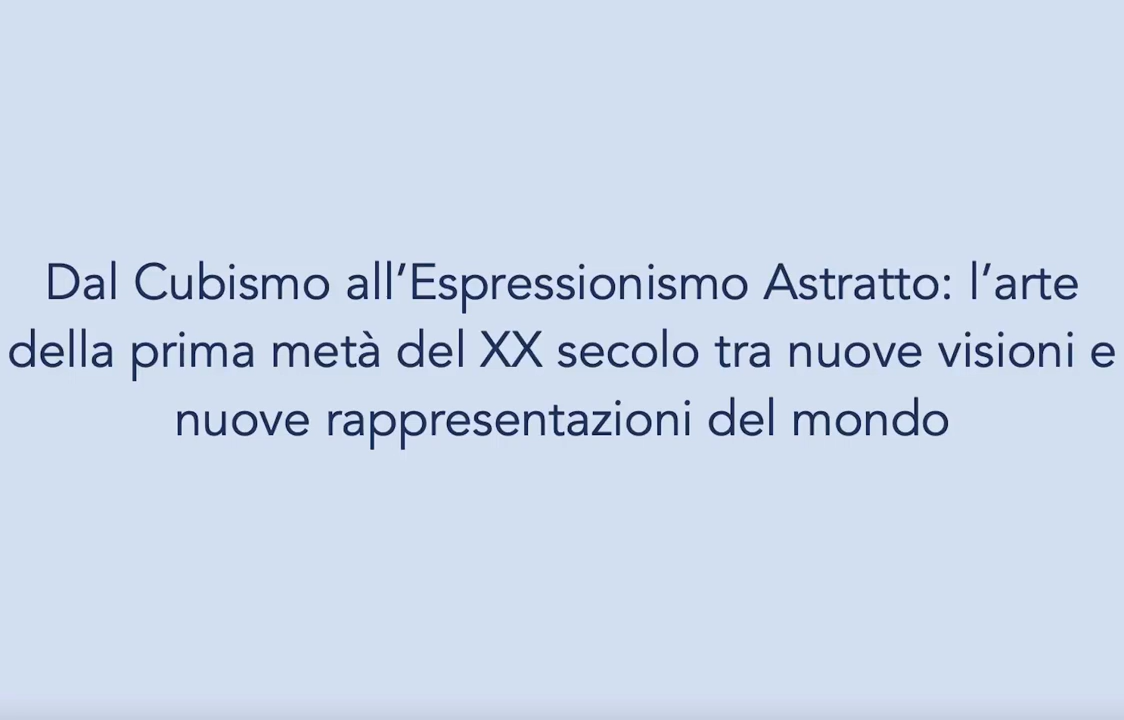 Dal Cubismo all’Espressionismo Astratto: l’arte
della prima metà del XX secolo tra nuove visioni e
nuove rappresentazioni del mondo